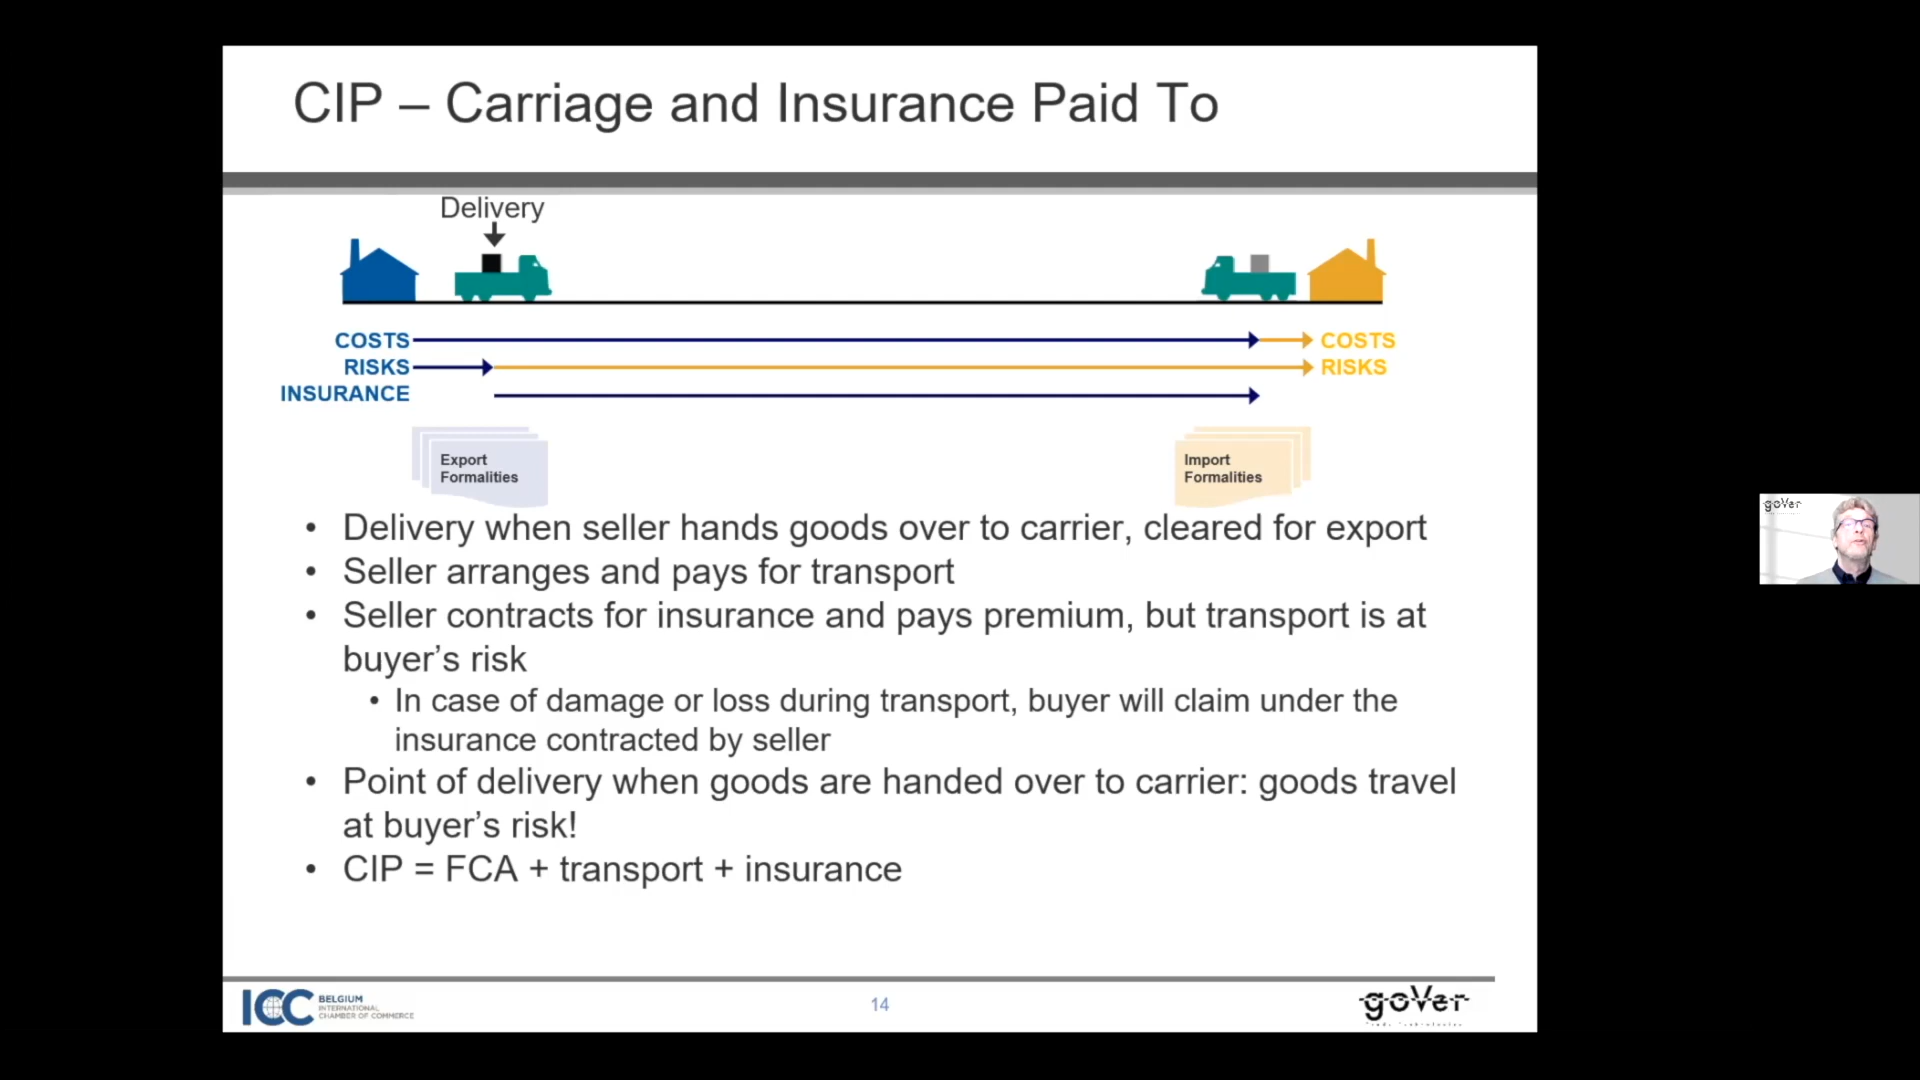 CIP – Carriage and Insurance Paid To
Delivery
COSTS
COSTS
RISKS
RISKS
INSURANCE
Export
Formalities
Import
Formalities
• Delivery when seller hands goods over to carrier, cleared for export
• Seller arranges and pays for transport
• Seller contracts for insurance and pays premium, but transport is at
buyer’s risk
• In case of damage or loss during transport, buyer will claim under the
insurance contracted by seller
• Point of delivery when goods are handed over to carrier: goods travel
at buyer’s risk!
• CIP = FCA + transport + insurance
ICC
BELGIUM
INTERNATIONAL
CHAMBER OF COMMERCE
14
goVer
goVer